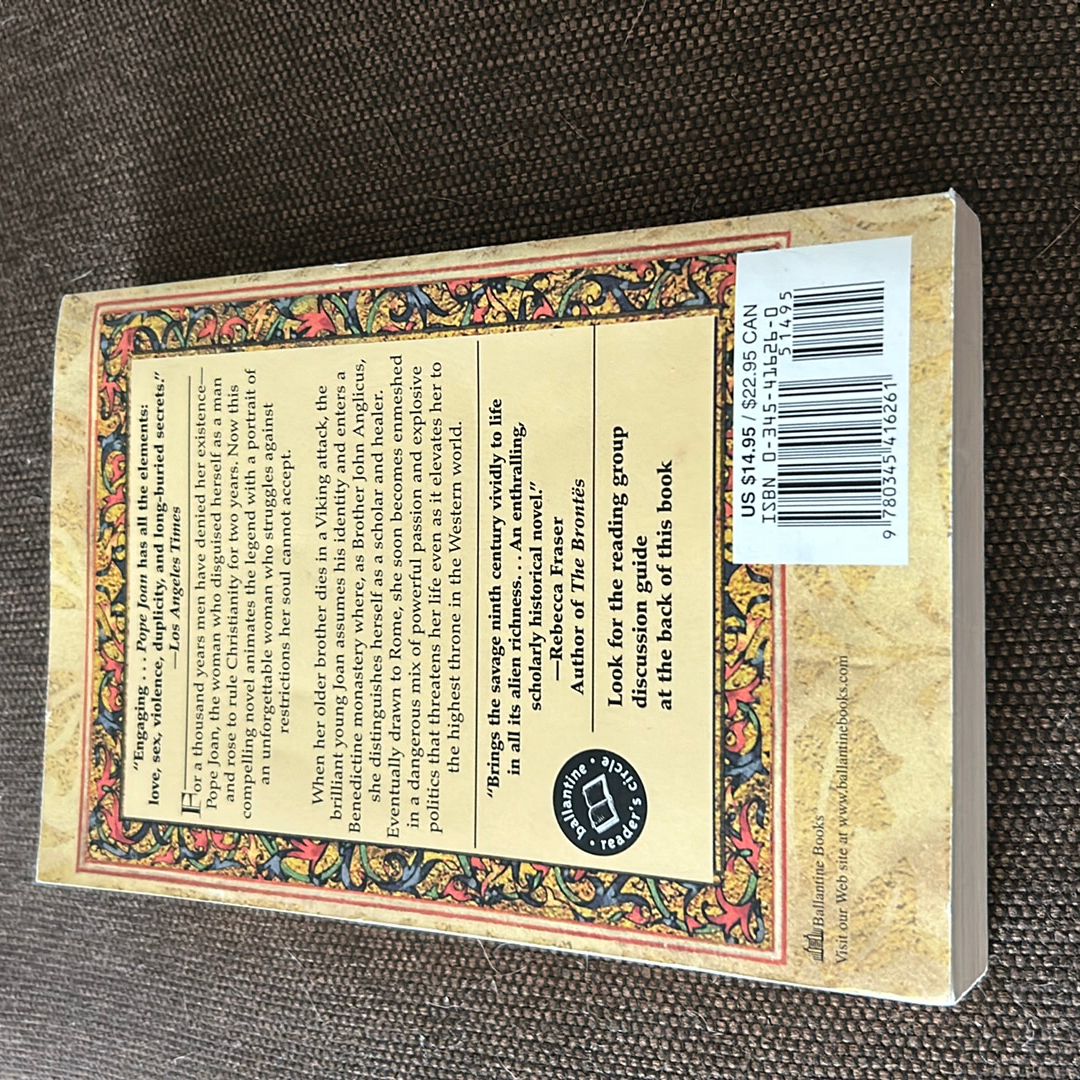 “Engaging . . . Pope Joan has all the elements:
love, sex, violence, duplicity, and long-buried secrets.”
—Los Angeles Times
For a thousand years men have denied her existence—
Pope Joan, the woman who disguised herself as a man
and rose to rule Christianity for two years. Now this
compelling novel animates the legend with a portrait of
an unforgettable woman who struggles against
restrictions her soul cannot accept.
When her older brother dies in a Viking attack, the
brilliant young Joan assumes his identity and enters a
Benedictine monastery where, as Brother John Anglicus,
she distinguishes herself as a scholar and healer.
Eventually drawn to Rome, she soon becomes enmeshed
in a dangerous mix of powerful passion and explosive
politics that threatens her life even as it elevates her to
the highest throne in the Western world.
“Brings the savage ninth century vividly to life
in all its alien richness. . . . An enthralling,
scholarly historical novel.”
—Rebecca Fraser
Author of The Brontës
ballantine
reader's circle
Look for the reading group
discussion guide
at the back of this book
US $14.95 / $22.95 CAN
ISBN 0-345-41626-0
51495
9 780345 416261
Ballantine Books
Visit our Web site at www.ballantinebooks.com